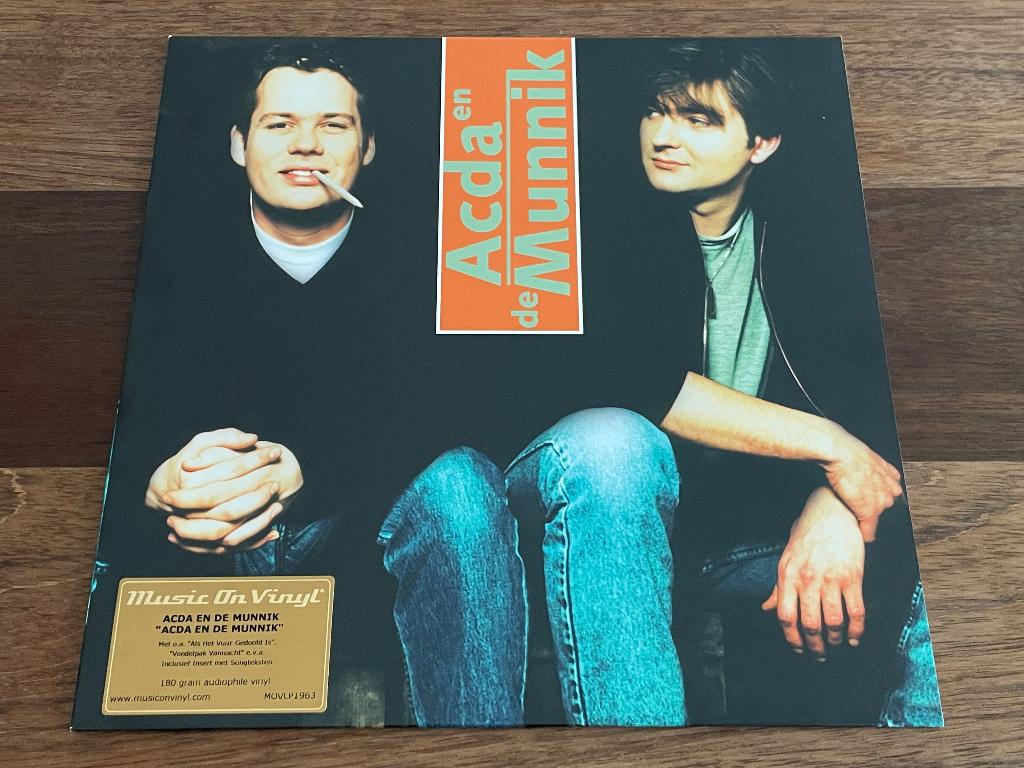 Acda en
de Munnik
Music On Vinyl
ACDA EN DE MUNNIK
"ACDA EN DE MUNNIK"
Met o.a. "Als Het Vuur Gedoofd Is",
"Vondelpak Vannacht" e.v.a.
Inclusief insert met Songteksten
180 gram audiophile vinyl
www.musiconvinyl.com MOVLP1963